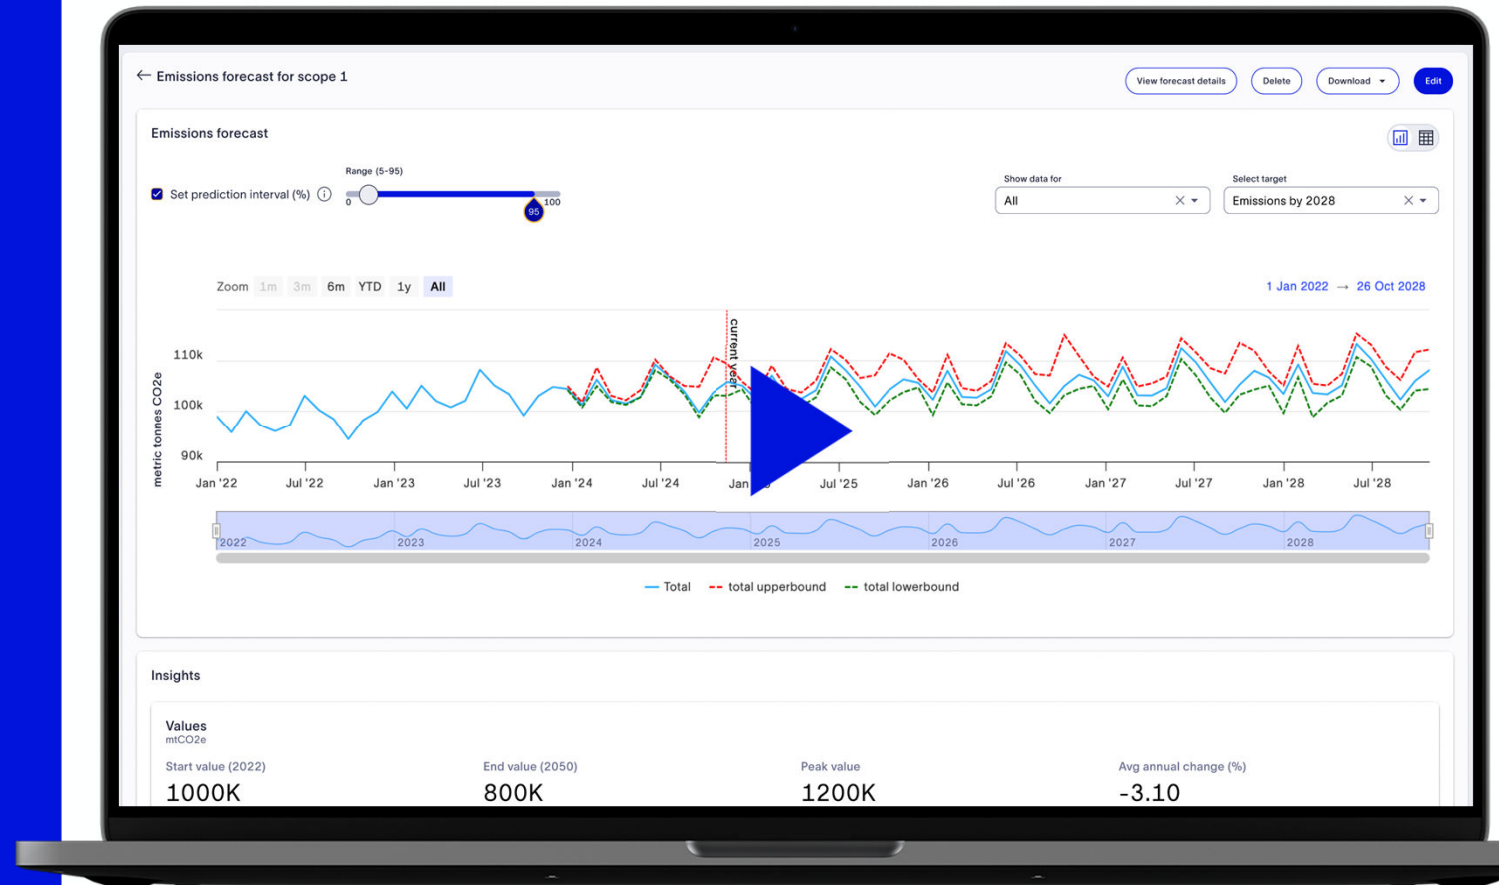 ← Emissions forecast for scope 1
View forecast details
Delete
Download
Edit
Emissions forecast
Range (5-95)
Set prediction interval (%)
0
100
95
Show data for
All
Select target
Emissions by 2028
Zoom 1m 3m 6m YTD 1y All
1 Jan 2022 → 26 Oct 2028
current year
metric tonnes CO2e
110k
100k
90k
Jan '22 Jul '22 Jan '23 Jul '23 Jan '24 Jul '24 Jan Jul '25 Jan '26 Jul '26 Jan '27 Jul '27 Jan '28 Jul '28
2022 2023 2024 2025 2026 2027 2028
Total total upperbound total lowerbound
Insights
Values
mtCO2e
Start value (2022) End value (2050) Peak value Avg annual change (%)
1000K 800K 1200K -3.10